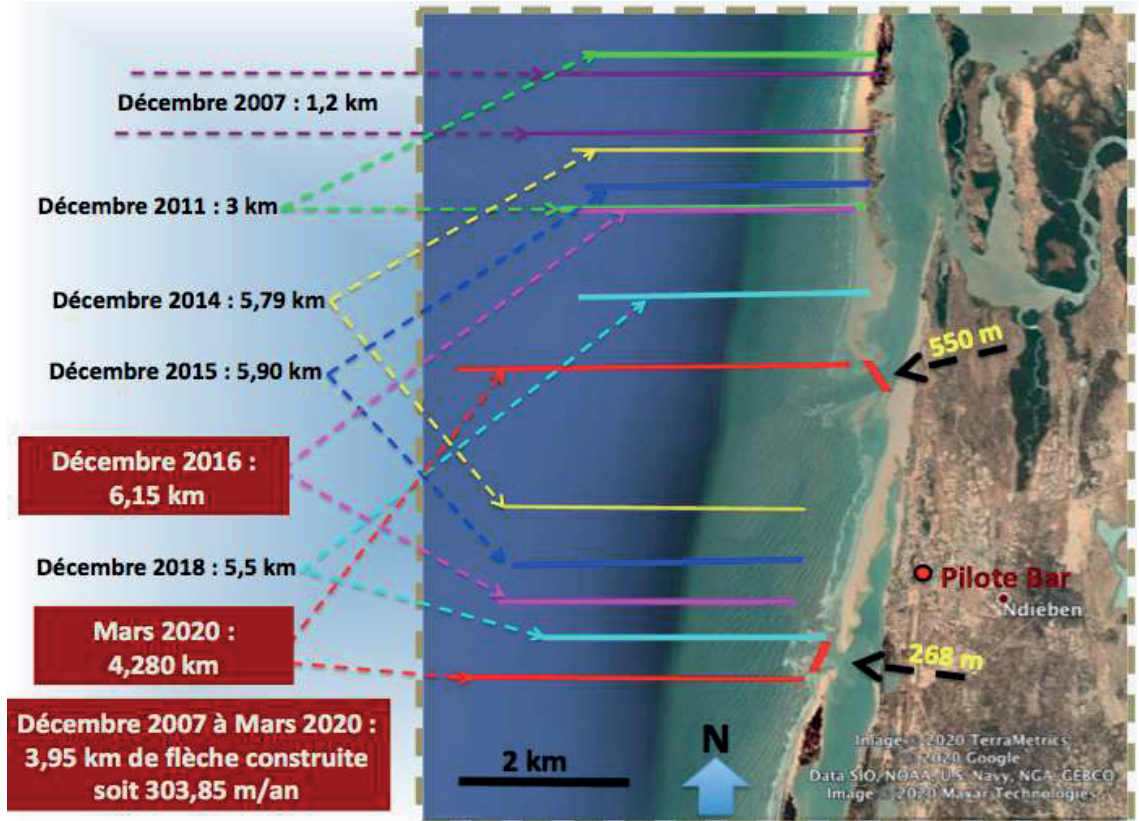 Décembre 2007 : 1,2 km
Décembre 2011 : 3 km
Décembre 2014 : 5,79 km
Décembre 2015 : 5,90 km
Décembre 2016 :
6,15 km
Décembre 2018 : 5,5 km
Mars 2020 :
4,280 km
Décembre 2007 à Mars 2020 :
3,95 km de flèche construite
soit 303,85 m/an
550 m
Pilote Bar
Ndieben
268 m
2 km
N
Image © 2020 TerraMetrics
© 2020 Google
Data SIO, NOAA, U.S. Navy, NGA, GEBCO
Image © 2020 Maxar Technologies